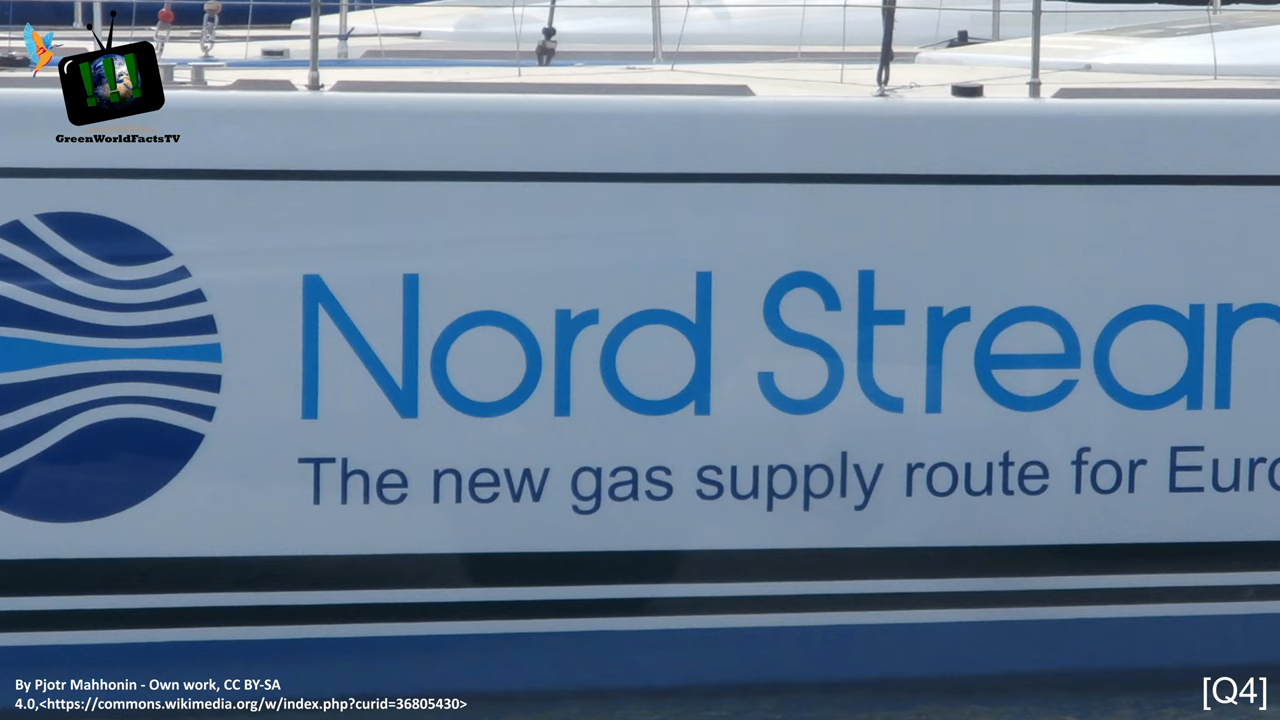 !!!
GreenWorldFactsTV
Nord Stream
The new gas supply route for Euro
By Pjotr Mahhonin - Own work, CC BY-SA
4.0,<https://commons.wikimedia.org/w/index.php?curid=36805430>
[Q4]